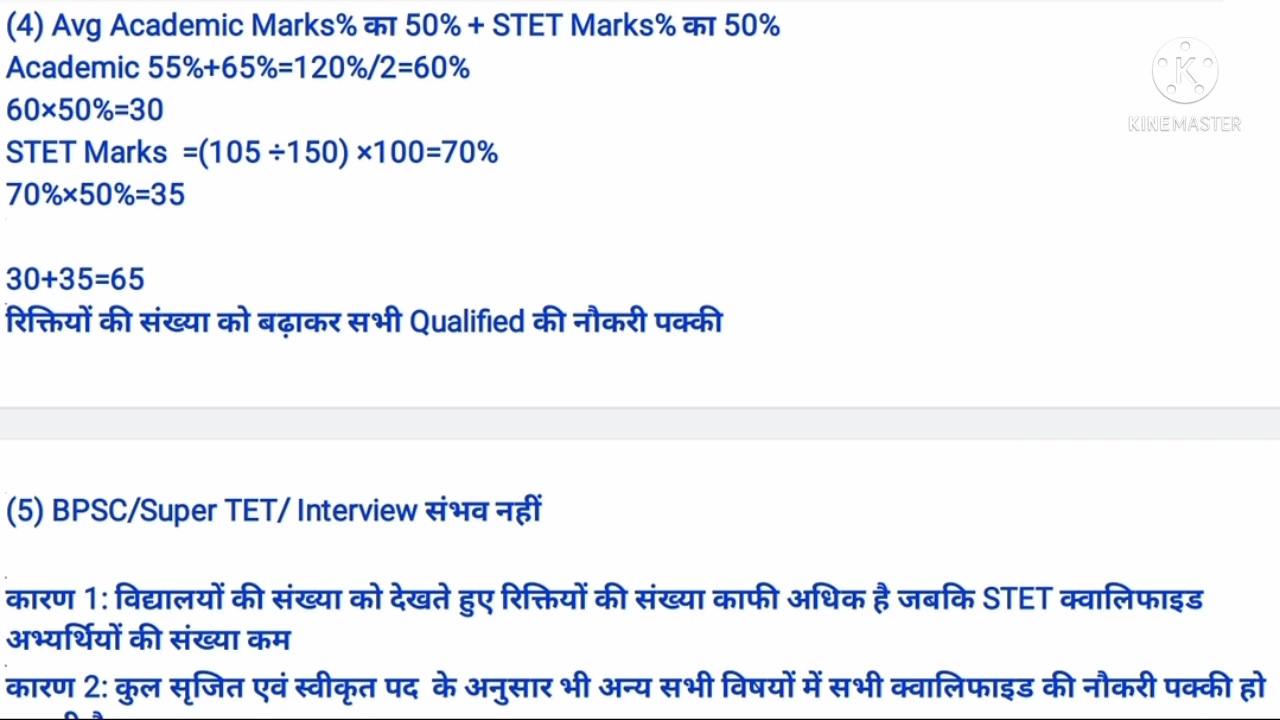 (4) Avg Academic Marks% का 50% + STET Marks% का 50%
Academic 55%+65%=120%/2=60%
60×50%=30
STET Marks =(105 ÷150) ×100=70%
70%×50%=35
30+35=65
रिक्तियों की संख्या को बढ़ाकर सभी Qualified की नौकरी पक्की
(5) BPSC/Super TET/ Interview संभव नहीं
कारण 1: विद्यालयों की संख्या को देखते हुए रिक्तियों की संख्या काफी अधिक है जबकि STET क्वालिफाइड
अभ्यर्थियों की संख्या कम
कारण 2: कुल सृजित एवं स्वीकृत पद के अनुसार भी अन्य सभी विषयों में सभी क्वालिफाइड की नौकरी पक्की हो
K
KINEMASTER